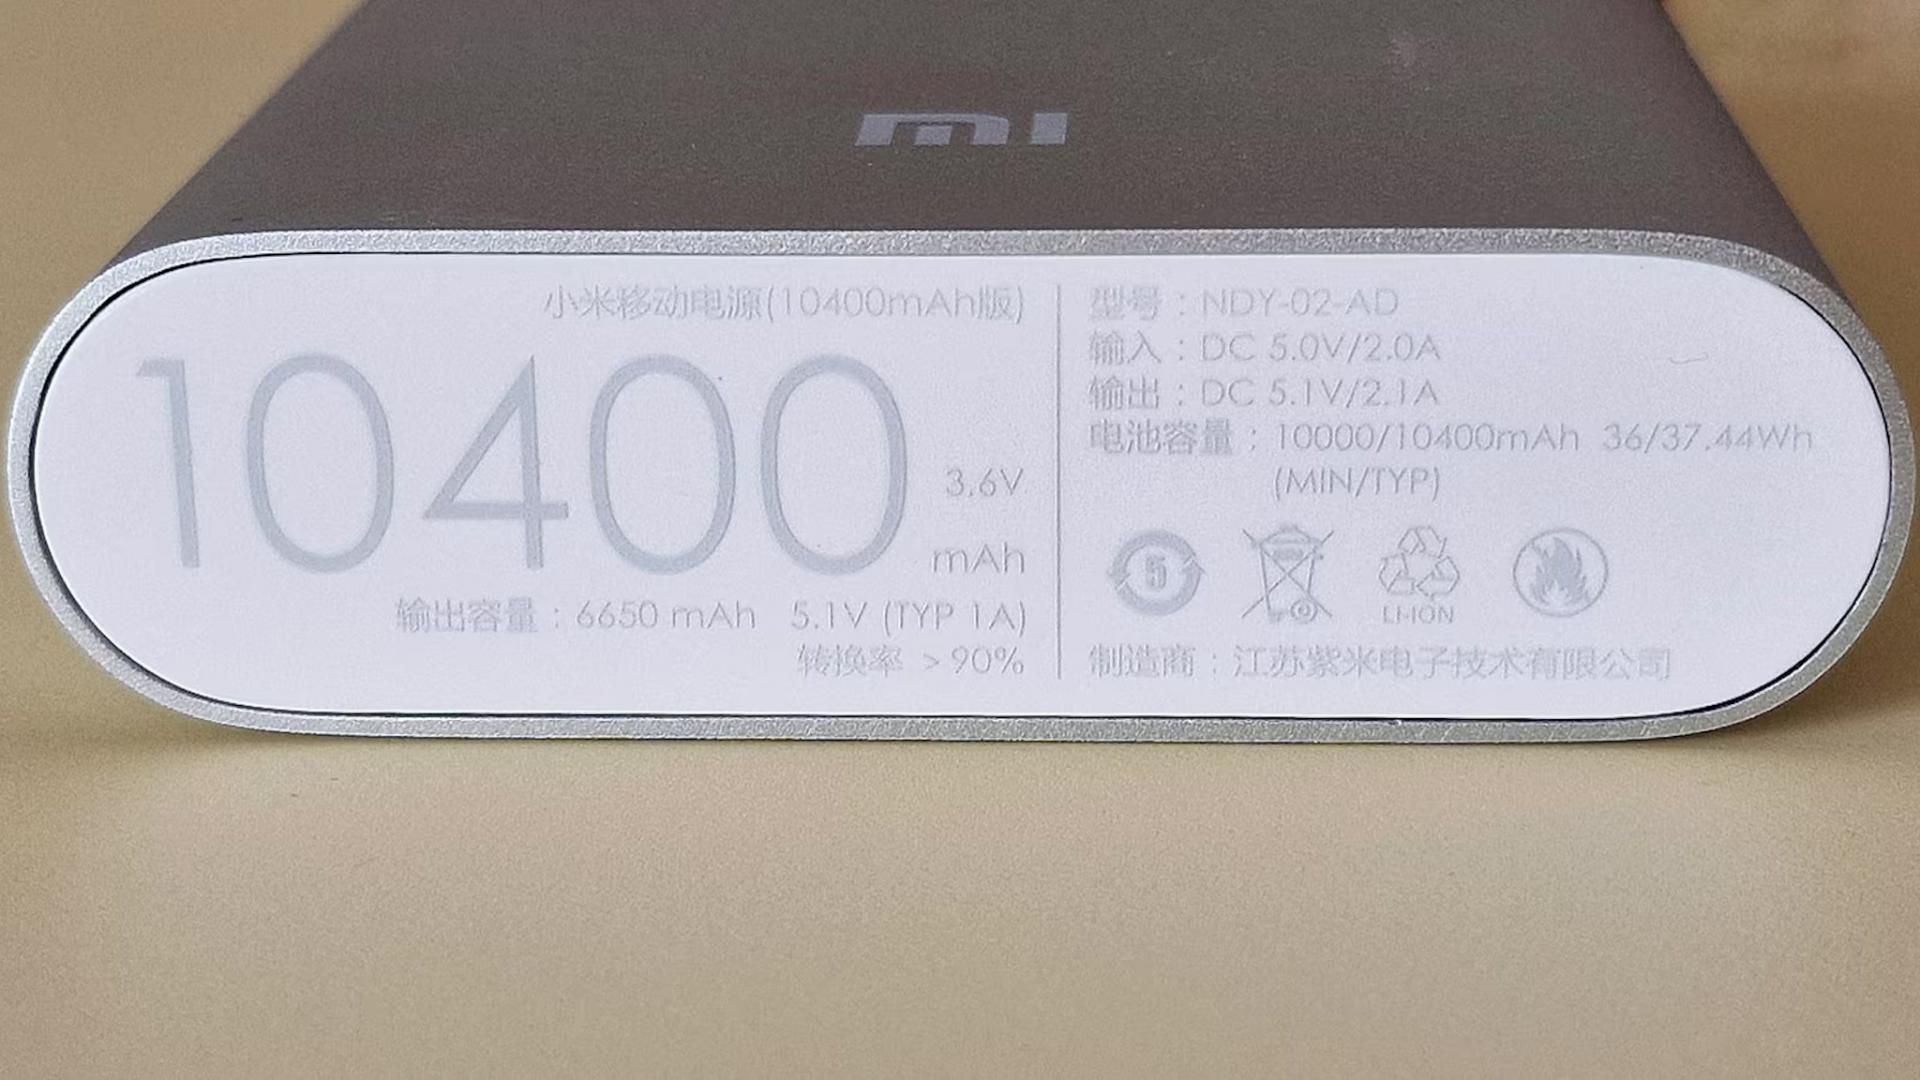 mi
小米移动电源(10400mAh版)
10400
3.6V
mAh
输出容量：6650 mAh 5.1V (TYP 1A)
转换率 >90%
型号：NDY-02-AD
输入：DC 5.0V/2.0A
输出：DC 5.1V/2.1A
电池容量：10000/10400mAh 36/37.44Wh
(MIN/TYP)
5
LI-ION
制造商：江苏紫米电子技术有限公司